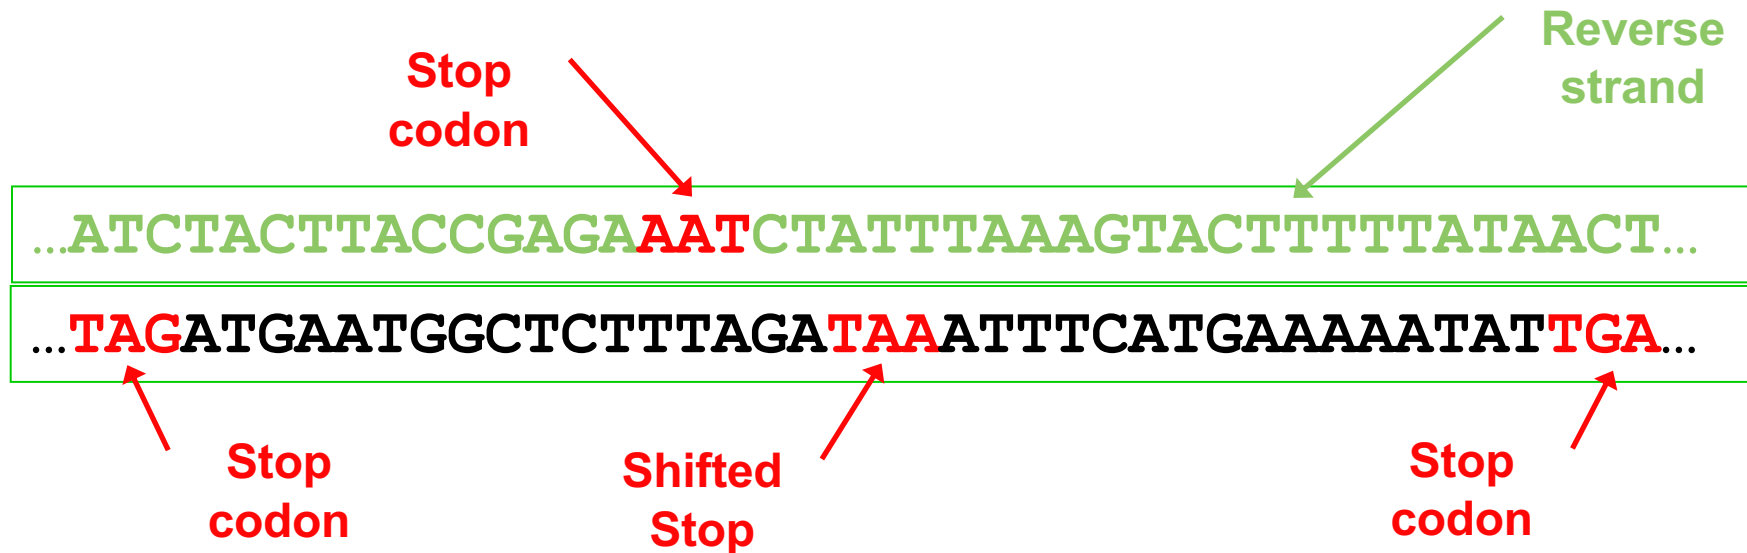 Reverse
strand
Stop
codon
...ATCTACTTACCGAGAAATCTATTTAAAGTACTTTTTATAACT...
...TAGATGAATGGCTCTTTAGATAAATTTCATGAAAAATATTGA...
Stop
codon
Shifted
Stop
Stop
codon